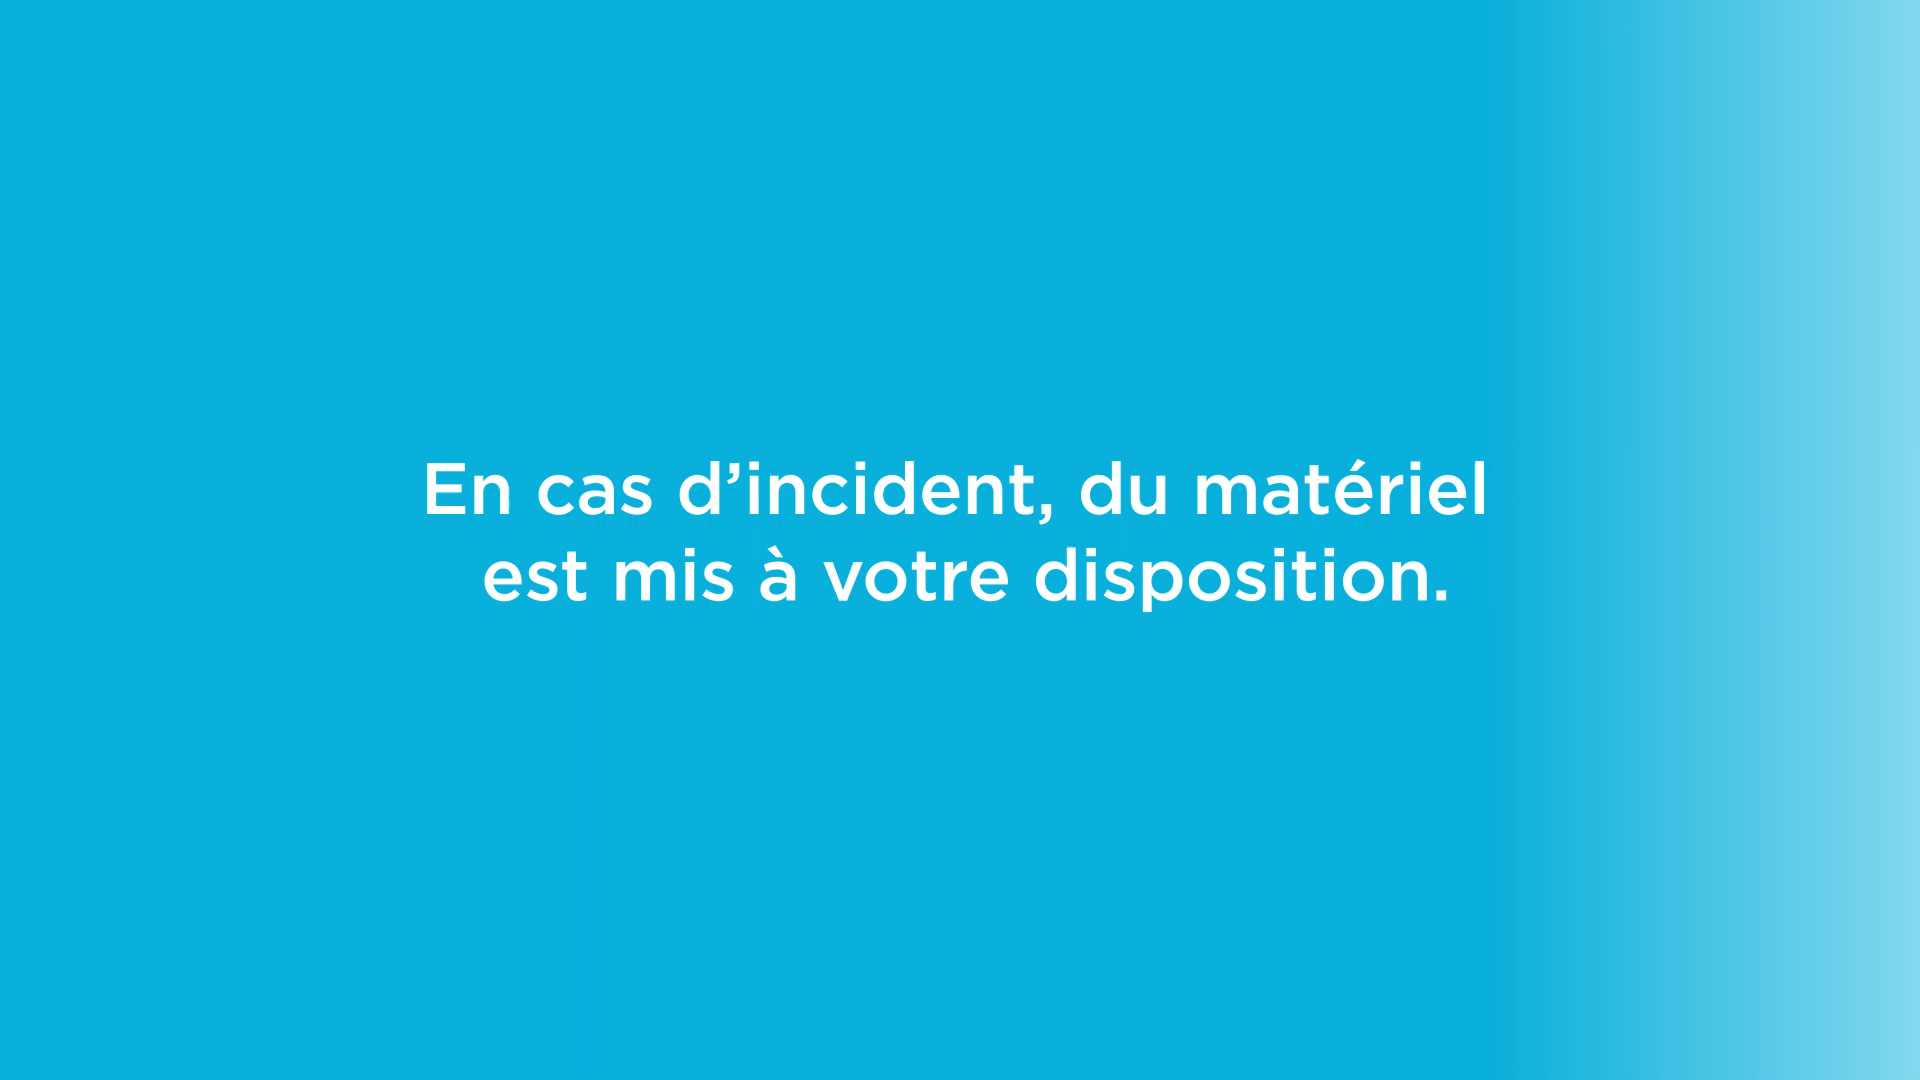 En cas d’incident, du matériel
est mis à votre disposition.